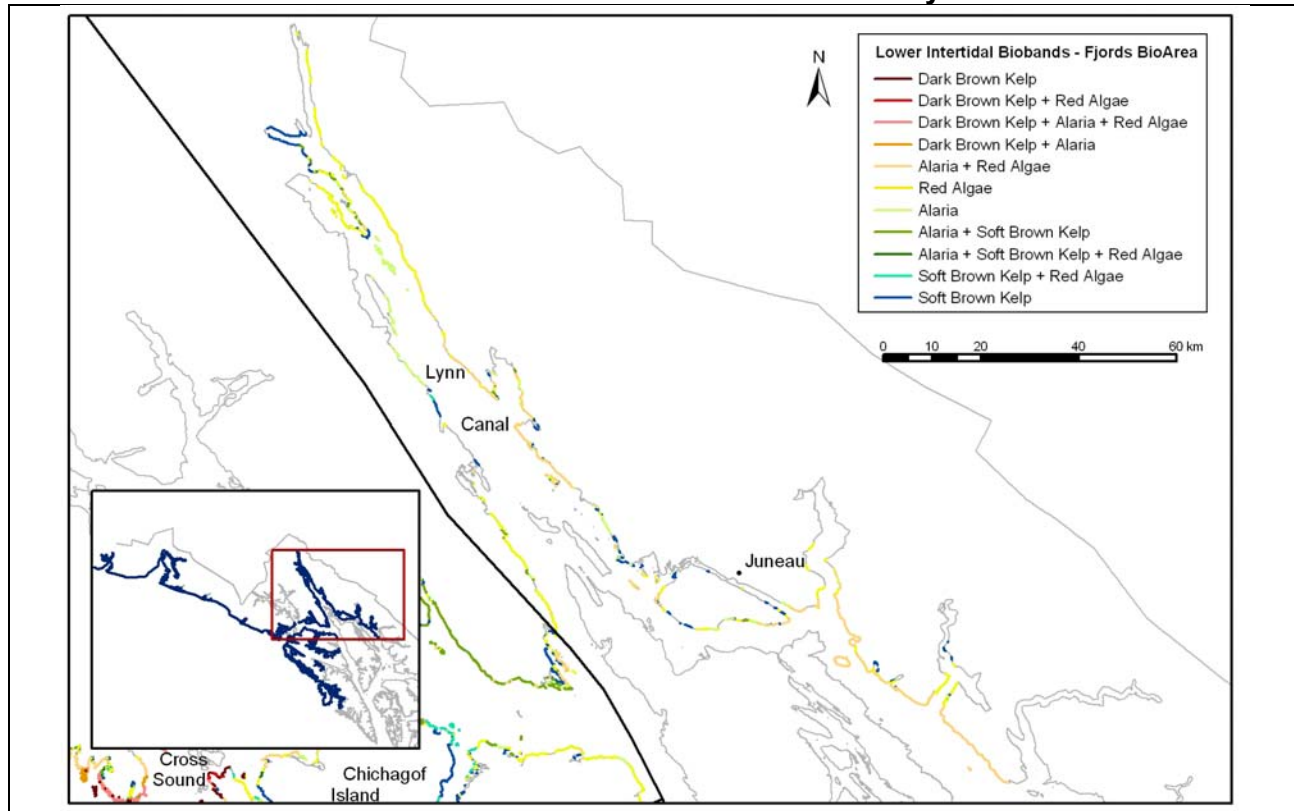 Lower Intertidal Biobands - Fjords BioArea
Dark Brown Kelp
Dark Brown Kelp + Red Algae
Dark Brown Kelp + Alaria + Red Algae
Dark Brown Kelp + Alaria
Alaria + Red Algae
Red Algae
Alaria
Alaria + Soft Brown Kelp
Alaria + Soft Brown Kelp + Red Algae
Soft Brown Kelp + Red Algae
Soft Brown Kelp
N
0 10 20 40 60 km
Lynn
Canal
Juneau
Cross
Sound
Chichagof
Island